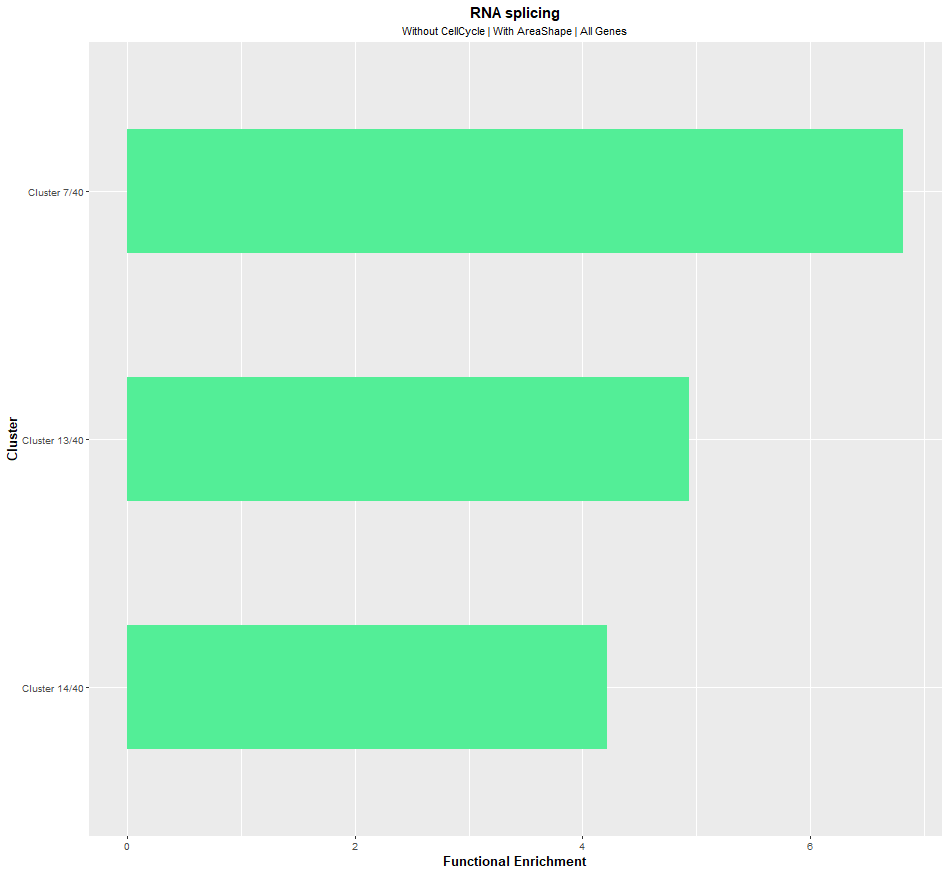 RNA splicing
Without CellCycle | With AreaShape | All Genes
Cluster
Cluster 7/40
Cluster 13/40
Cluster 14/40
0 2 4 6
Functional Enrichment